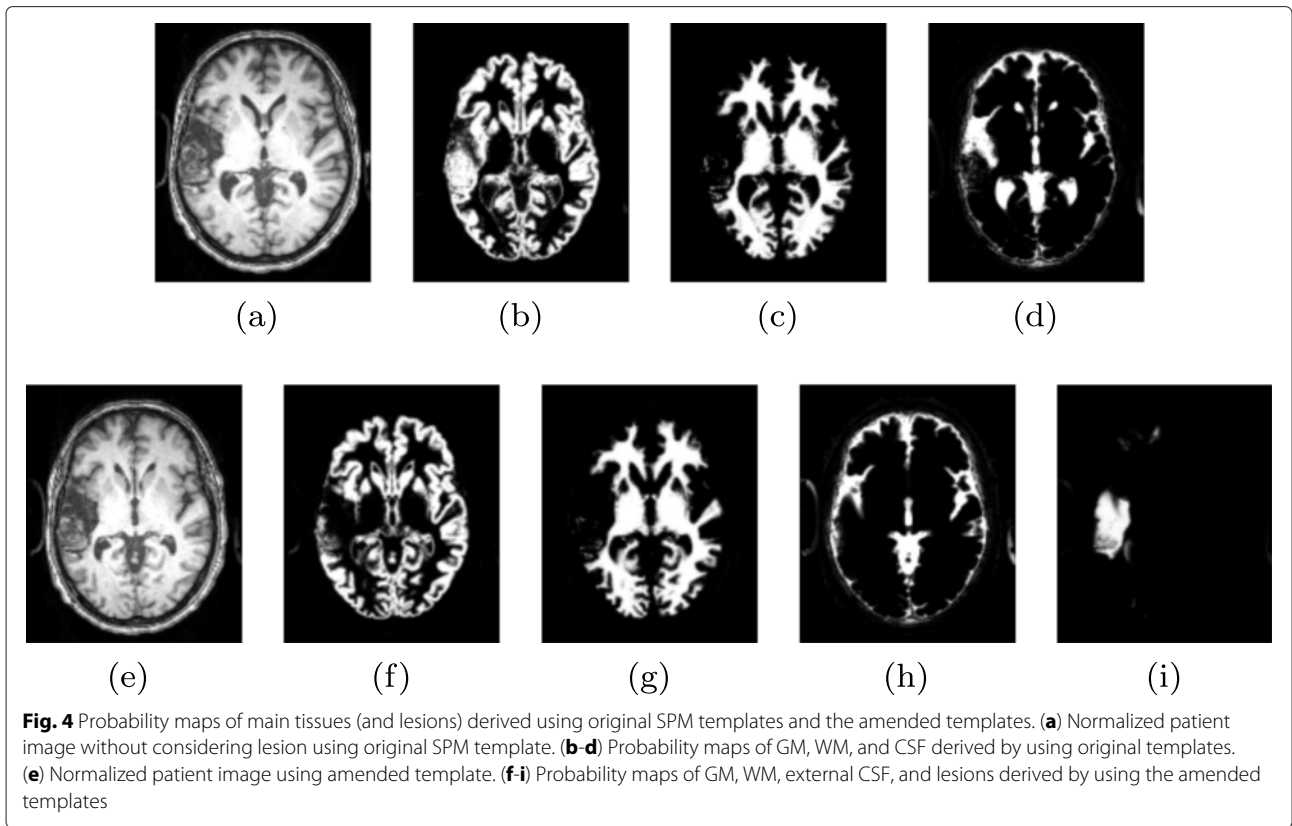 (a) (b) (c) (d)
(e) (f) (g) (h) (i)
Fig. 4 Probability maps of main tissues (and lesions) derived using original SPM templates and the amended templates. (a) Normalized patient
image without considering lesion using original SPM template. (b-d) Probability maps of GM, WM, and CSF derived by using original templates.
(e) Normalized patient image using amended template. (f-i) Probability maps of GM, WM, external CSF, and lesions derived by using the amended
templates